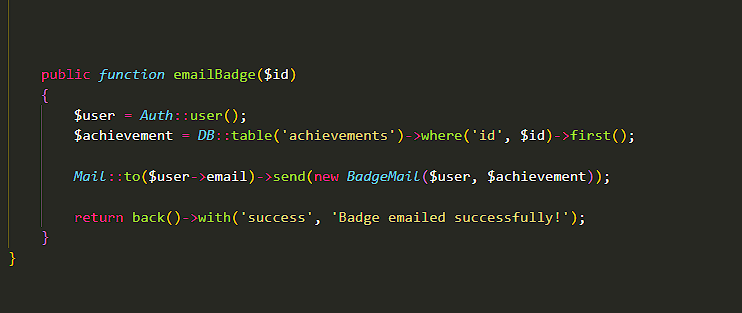 public function emailBadge($id)
{
$user = Auth::user();
$achievement = DB::table('achievements')->where('id', $id)->first();
Mail::to($user->email)->send(new BadgeMail($user, $achievement));
return back()->with('success', 'Badge emailed successfully!');
}
}